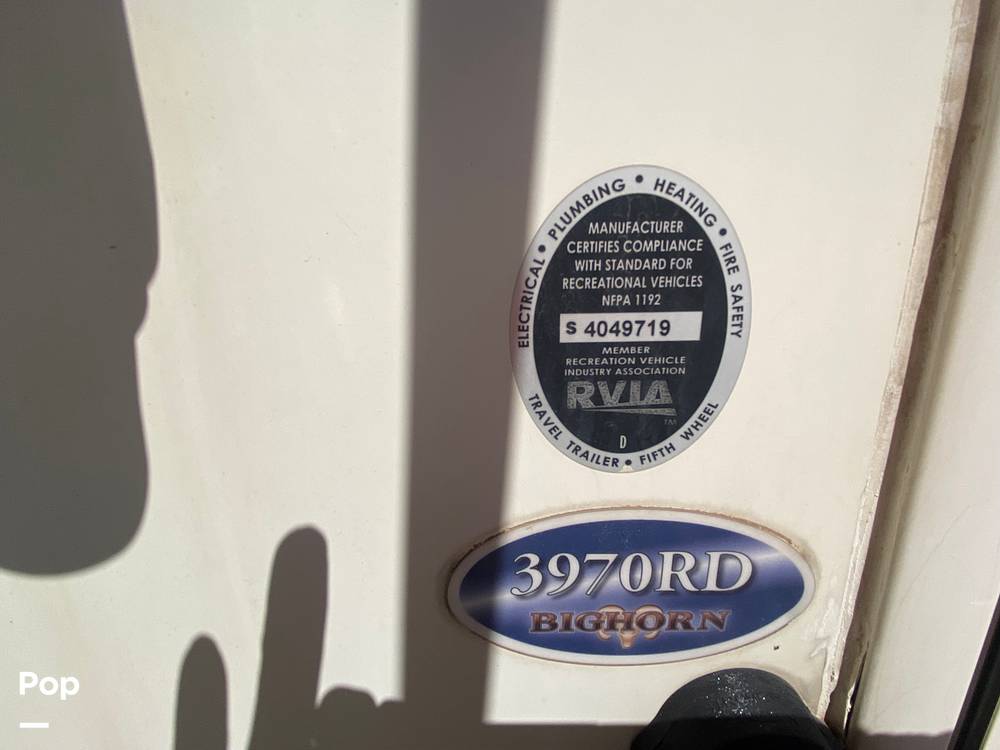 ELECTRICAL • PLUMBING • HEATING • FIRE SAFETY
MANUFACTURER
CERTIFIES COMPLIANCE
WITH STANDARD FOR
RECREATIONAL VEHICLES
NFPA 1192
S 4049719
MEMBER
RECREATION VEHICLE
INDUSTRY ASSOCIATION
RVIA
TM
D
TRAVEL TRAILER • FIFTH WHEEL
3970RD
BIGHORN
Pop